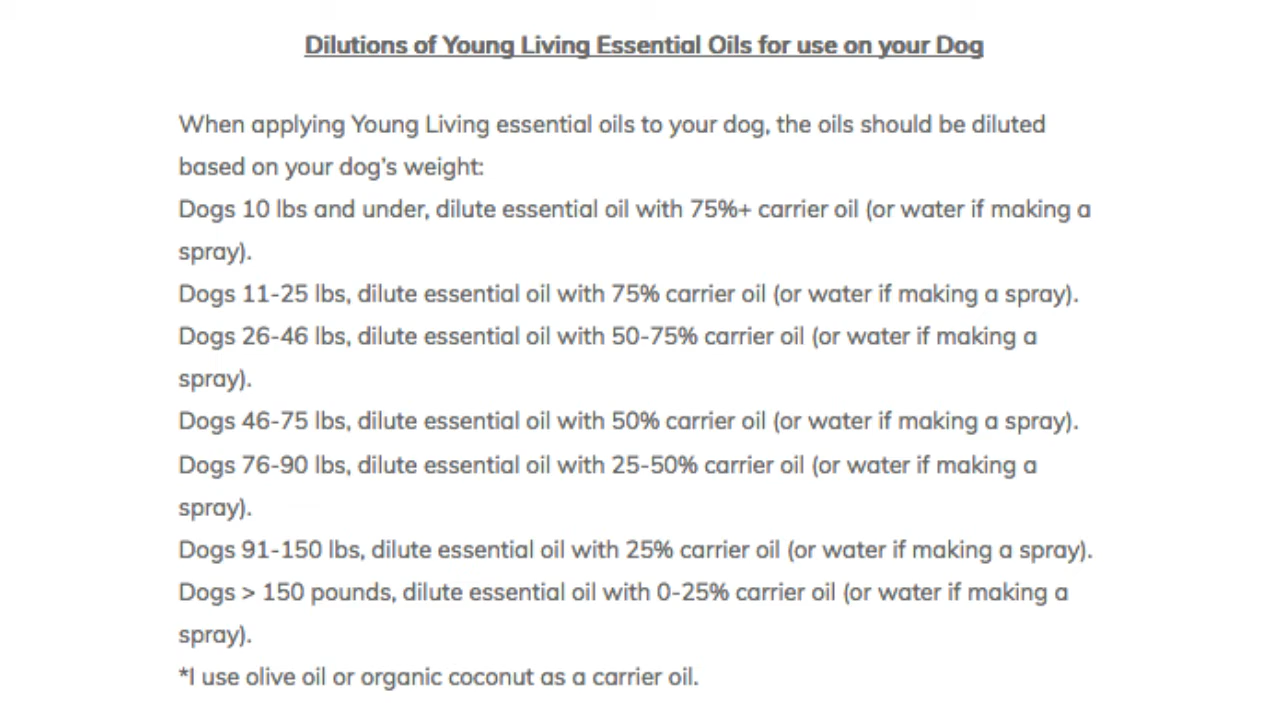 Dilutions of Young Living Essential Oils for use on your Dog
When applying Young Living essential oils to your dog, the oils should be diluted
based on your dog's weight:
Dogs 10 lbs and under, dilute essential oil with 75%+ carrier oil (or water if making a
spray).
Dogs 11-25 lbs, dilute essential oil with 75% carrier oil (or water if making a spray).
Dogs 26-46 lbs, dilute essential oil with 50-75% carrier oil (or water if making a
spray).
Dogs 46-75 lbs, dilute essential oil with 50% carrier oil (or water if making a spray).
Dogs 76-90 lbs, dilute essential oil with 25-50% carrier oil (or water if making a
spray).
Dogs 91-150 lbs, dilute essential oil with 25% carrier oil (or water if making a spray).
Dogs > 150 pounds, dilute essential oil with 0-25% carrier oil (or water if making a
spray).
*I use olive oil or organic coconut as a carrier oil.